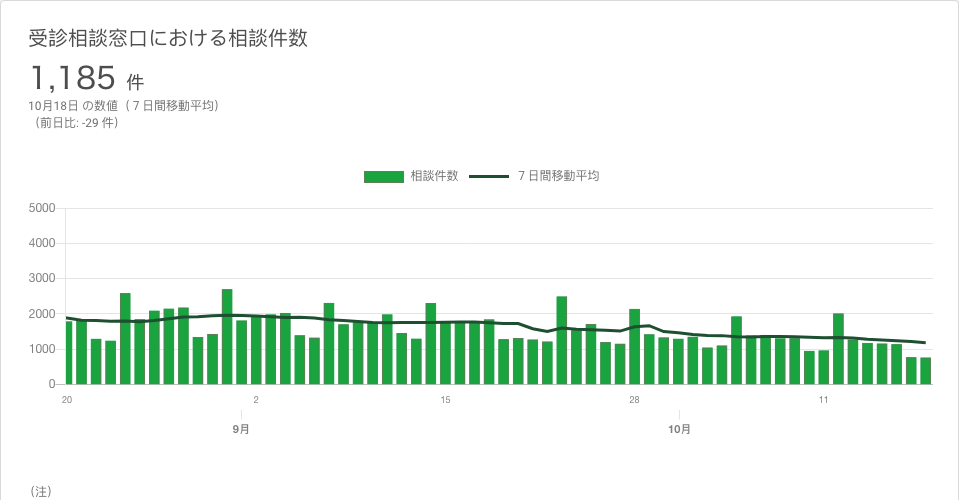 受診相談窓口における相談件数
1,185 件
10月18日 の数値（７日間移動平均）
（前日比: -29 件）
相談件数 ７日間移動平均
5000
4000
3000
2000
1000
0
20 2 15 28 11
9月 10月
（注）